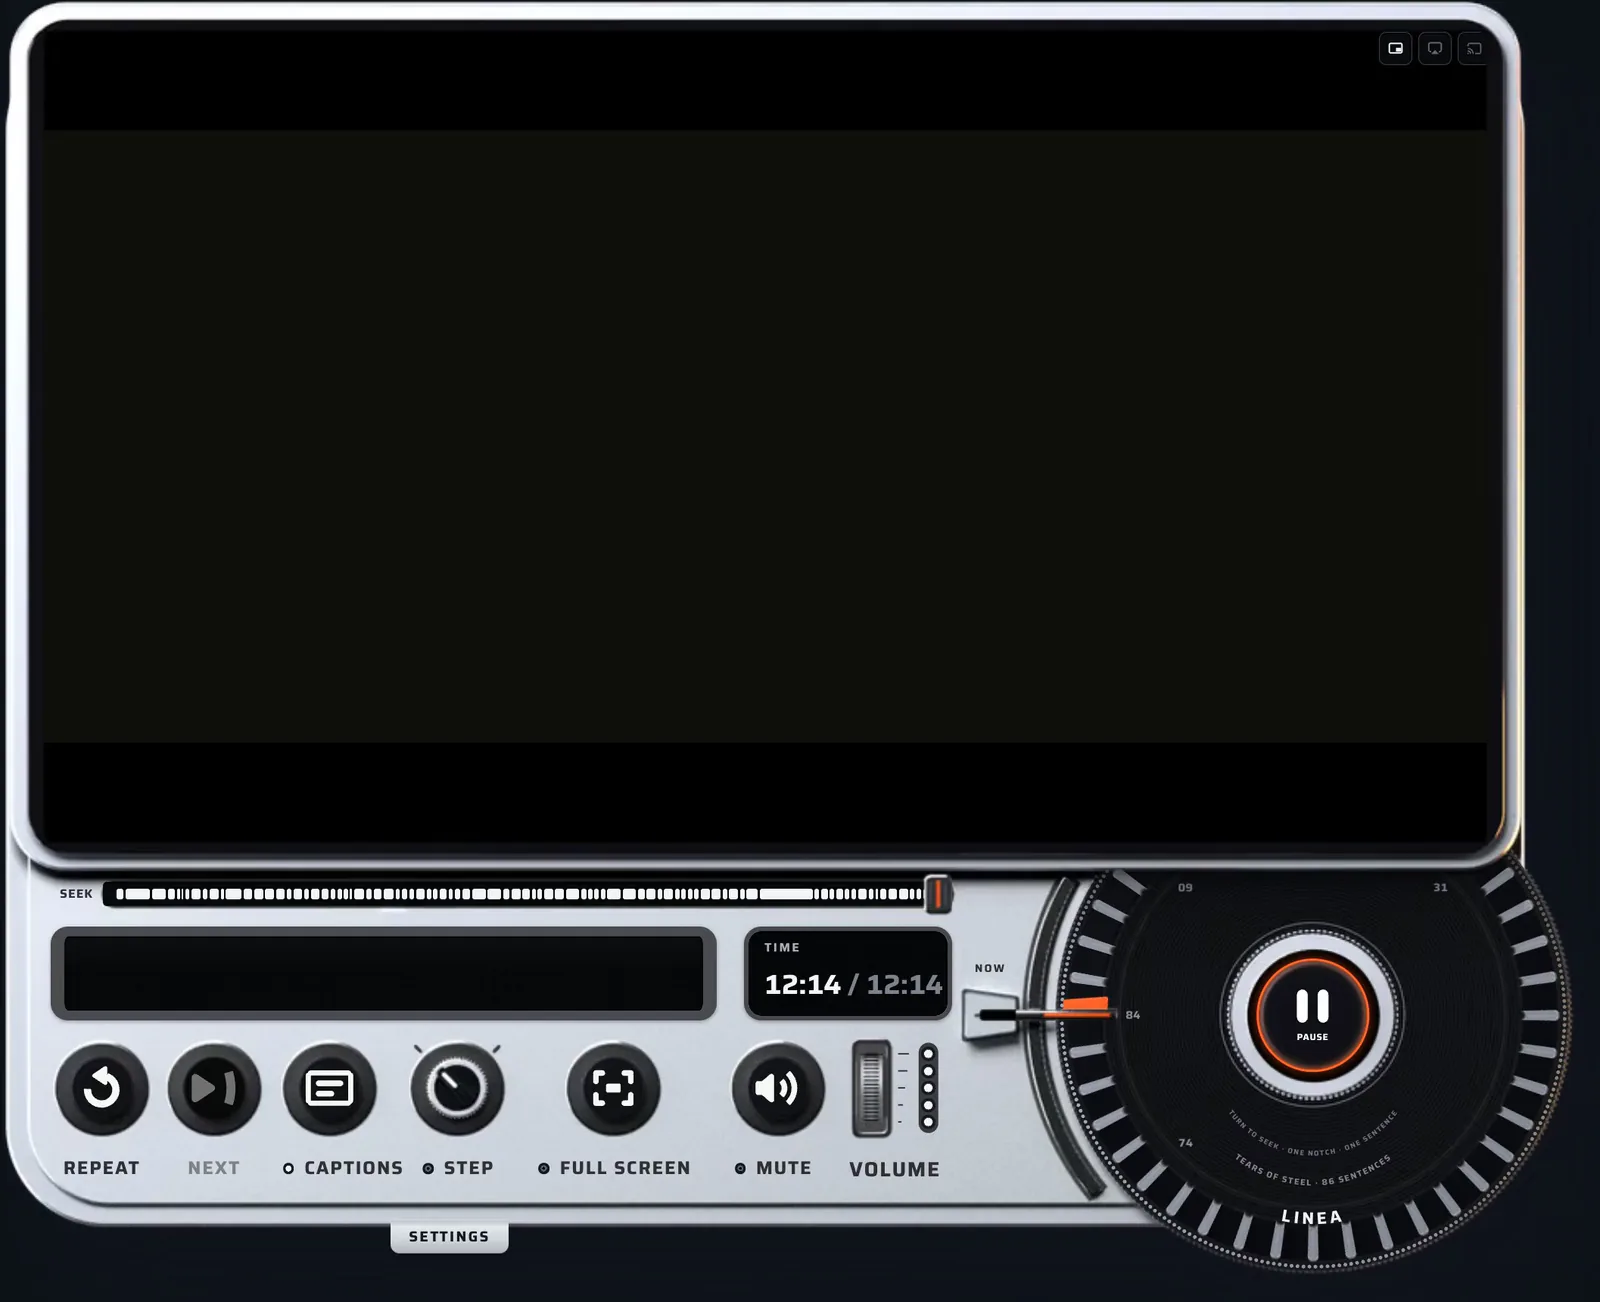 SEEK
TIME
12:14 / 12:14
NOW
09
31
84
74
PAUSE
TURN TO SEEK · ONE NOTCH · ONE SENTENCE
TEARS OF STEEL · 86 SENTENCES
LINEA
REPEAT
NEXT
CAPTIONS
STEP
FULL SCREEN
MUTE
VOLUME
SETTINGS